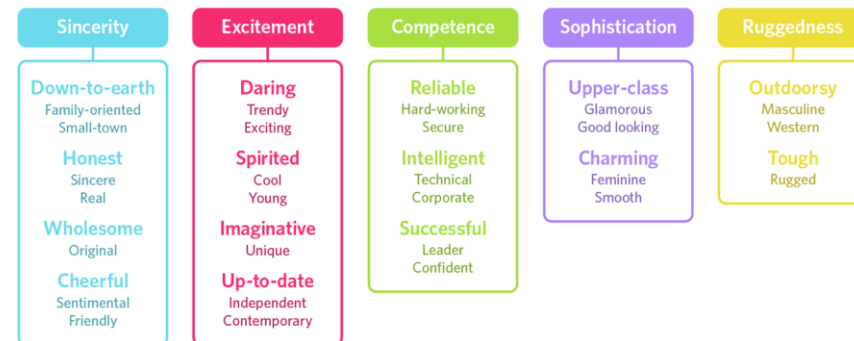 Sincerity
Down-to-earth
Family-oriented
Small-town
Honest
Sincere
Real
Wholesome
Original
Cheerful
Sentimental
Friendly
Excitement
Daring
Trendy
Exciting
Spirited
Cool
Young
Imaginative
Unique
Up-to-date
Independent
Contemporary
Competence
Reliable
Hard-working
Secure
Intelligent
Technical
Corporate
Successful
Leader
Confident
Sophistication
Upper-class
Glamorous
Good looking
Charming
Feminine
Smooth
Ruggedness
Outdoorsy
Masculine
Western
Tough
Rugged